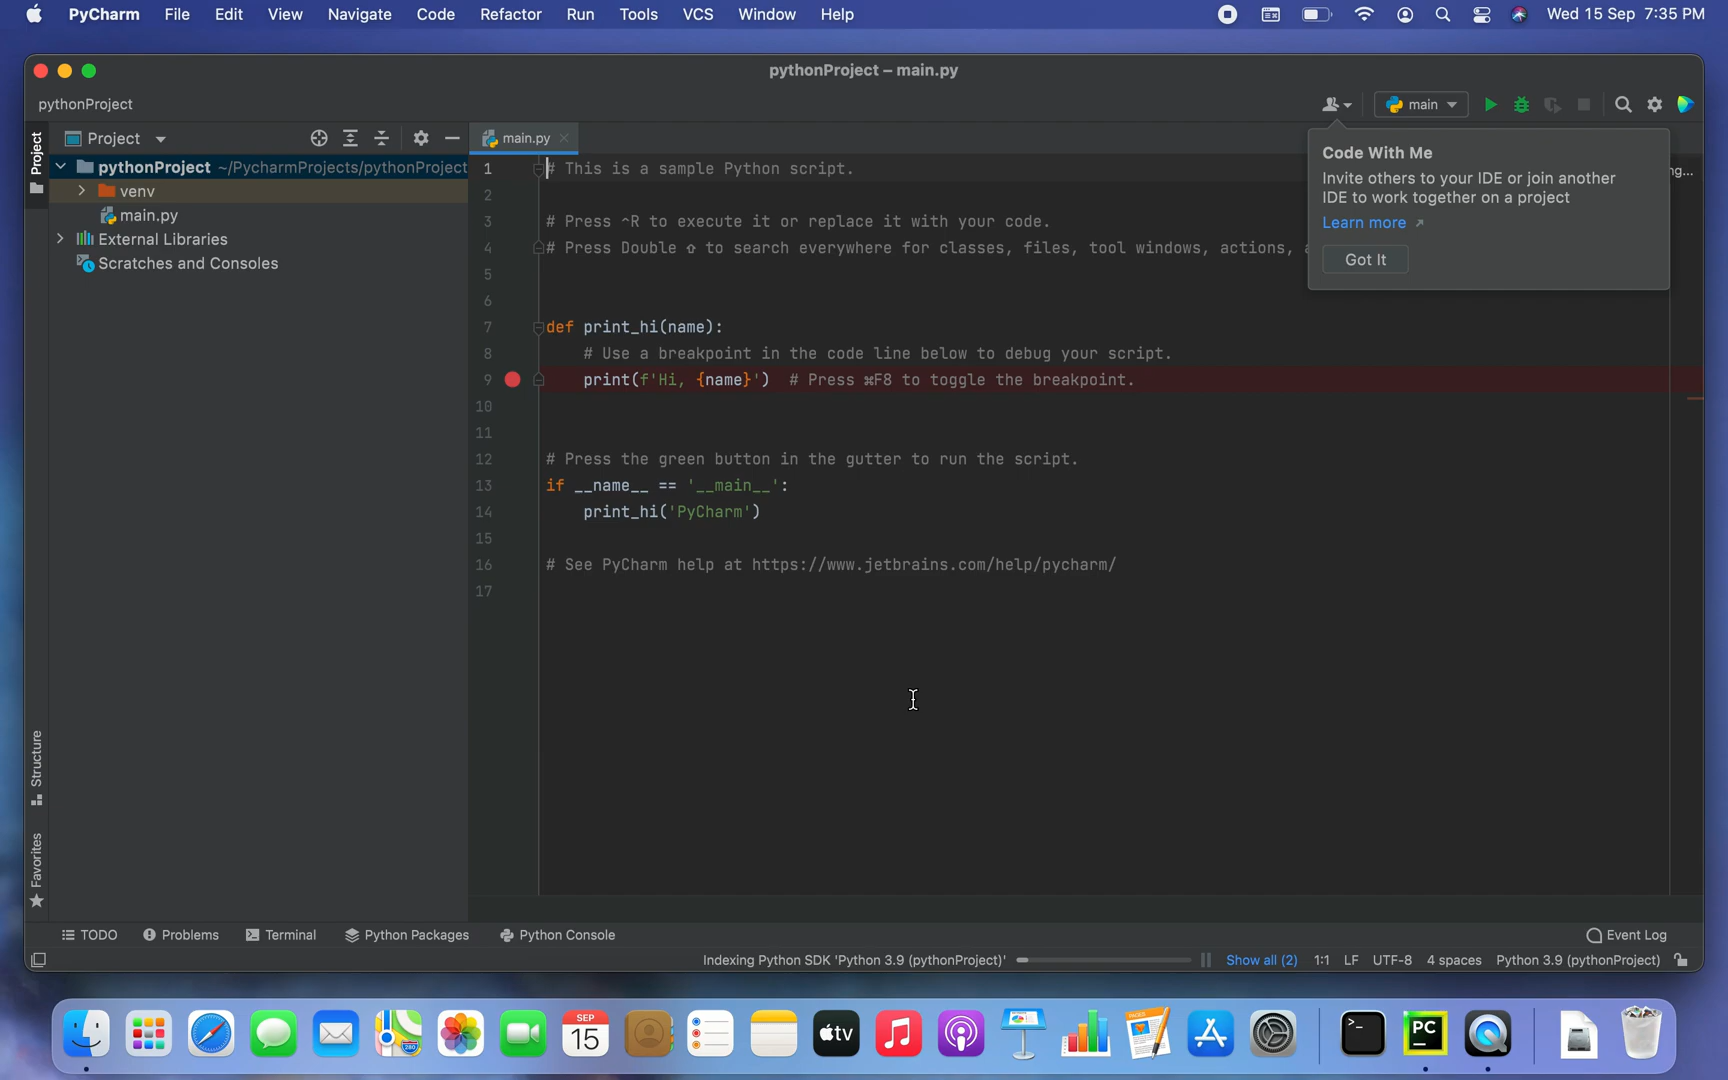 PyCharm File Edit View Navigate Code Refactor Run Tools VCS Window Help Wed 15 Sep 7:35 PM
pythonProject – main.py
pythonProject
main
Project
Project
main.py
Code With Me
Invite others to your IDE or join another
IDE to work together on a project
Learn more ↗
Got It
ng...
pythonProject ~/PycharmProjects/pythonProject
venv
main.py
External Libraries
Scratches and Consoles
1 # This is a sample Python script.
2
3 # Press ⌃R to execute it or replace it with your code.
4 # Press Double ⇧ to search everywhere for classes, files, tool windows, actions,
5
6
7 def print_hi(name):
8 # Use a breakpoint in the code line below to debug your script.
9 print(f'Hi, {name}') # Press ⌘F8 to toggle the breakpoint.
10
11
12 # Press the green button in the gutter to run the script.
13 if __name__ == '__main__':
14 print_hi('PyCharm')
15
16 # See PyCharm help at https://www.jetbrains.com/help/pycharm/
17
Structure
Favorites
TODO Problems Terminal Python Packages Python Console Event Log
Indexing Python SDK 'Python 3.9 (pythonProject)' Show all (2) 1:1 LF UTF-8 4 spaces Python 3.9 (pythonProject)
SEP
15
tv
PC